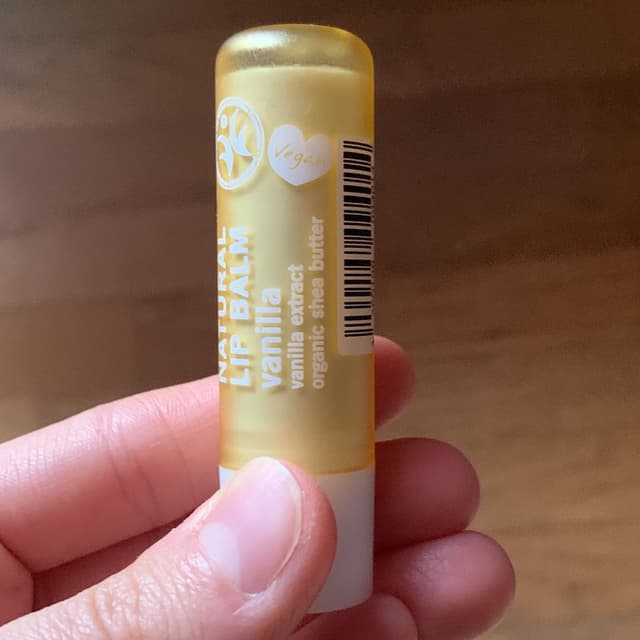 Vegan
NATURAL
LIP BALM
vanilla
vanilla extract
organic shea butter